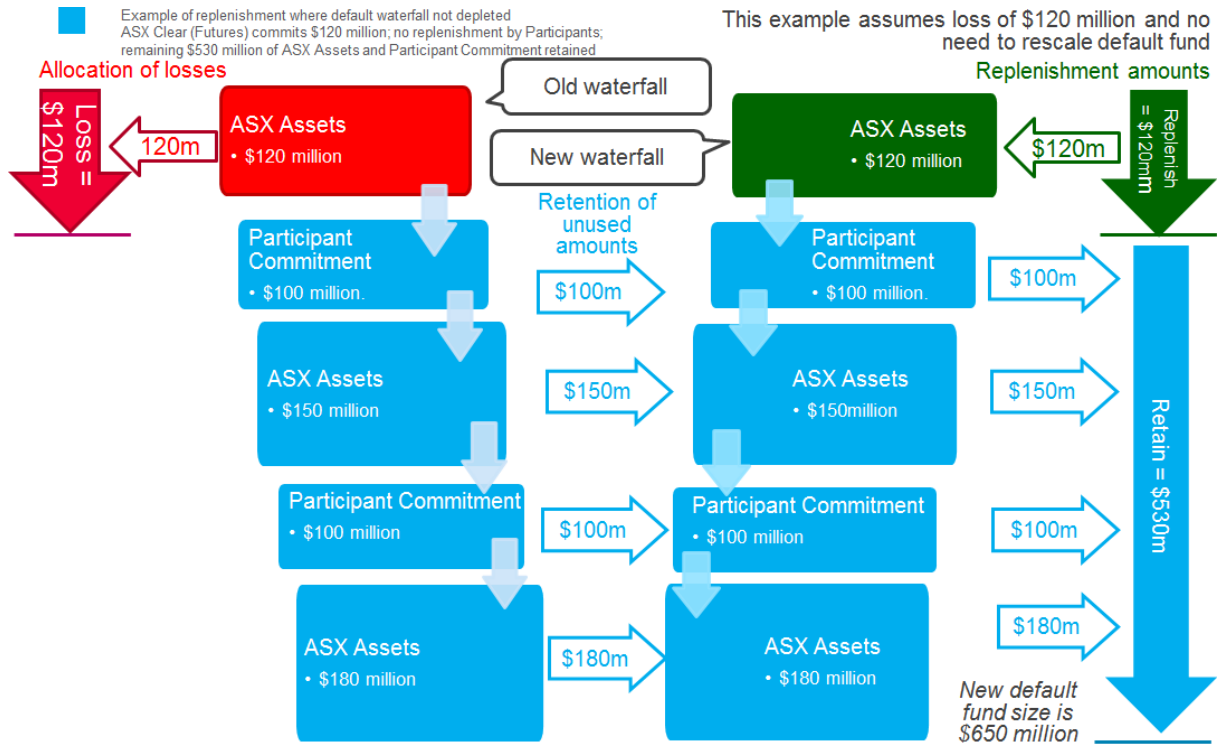 Example of replenishment where default waterfall not depleted
ASX Clear (Futures) commits $120 million; no replenishment by Participants;
remaining $530 million of ASX Assets and Participant Commitment retained
This example assumes loss of $120 million and no
need to rescale default fund
Allocation of losses
Replenishment amounts
Old waterfall
New waterfall
Loss =
$120m
120m
ASX Assets
• $120 million
ASX Assets
• $120 million
$120m
Replenish
= $120mm
Retention of
unused
amounts
Participant
Commitment
• $100 million.
$100m
Participant
Commitment
• $100 million.
$100m
ASX Assets
• $150 million
$150m
ASX Assets
• $150million
$150m
Retain = $530m
Participant Commitment
• $100 million
$100m
Participant Commitment
• $100 million
$100m
ASX Assets
• $180 million
$180m
ASX Assets
• $180 million
$180m
New default
fund size is
$650 million